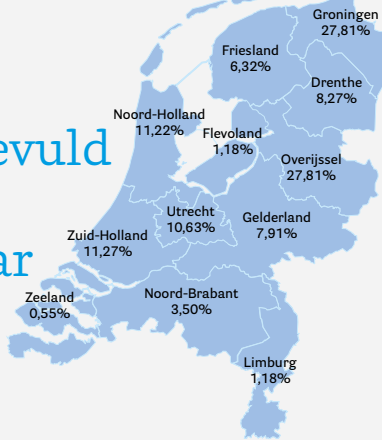 Groningen
27,81%
Friesland
6,32%
Drenthe
8,27%
Noord-Holland
11,22%
Flevoland
1,18%
evuld
Overijssel
27,81%
Utrecht
10,63%
Gelderland
7,91%
Zuid-Holland
11,27%
ar
Zeeland
0,55%
Noord-Brabant
3,50%
Limburg
1,18%